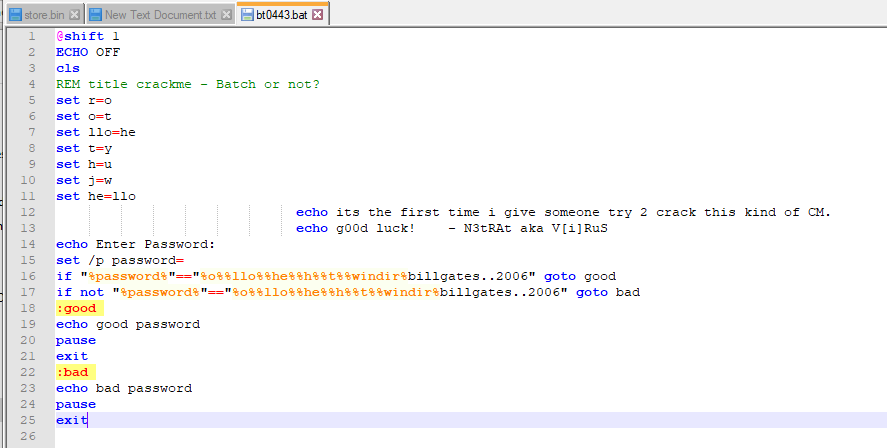 store.bin New Text Document.txt bt0443.bat
1 @shift 1
2 ECHO OFF
3 cls
4 REM title crackme - Batch or not?
5 set r=o
6 set o=t
7 set llo=he
8 set t=y
9 set h=u
10 set j=w
11 set he=llo
12 echo its the first time i give someone try 2 crack this kind of CM.
13 echo g00d luck! - N3tRAt aka V[i]RuS
14 echo Enter Password:
15 set /p password=
16 if "%password%"=="%o%%llo%%he%%h%%t%%windir%billgates..2006" goto good
17 if not "%password%"=="%o%%llo%%he%%h%%t%%windir%billgates..2006" goto bad
18 :good
19 echo good password
20 pause
21 exit
22 :bad
23 echo bad password
24 pause
25 exit
26